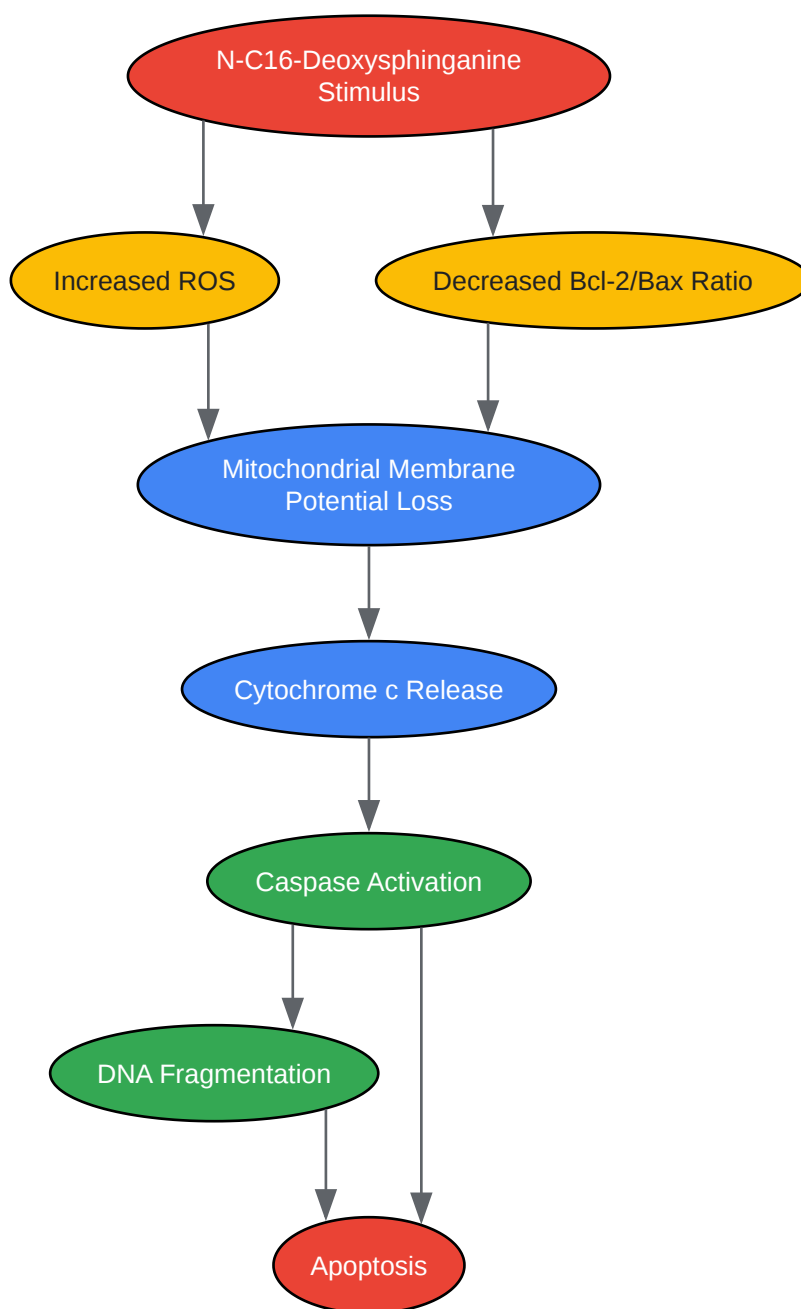 N-C16-Deoxysphinganine
Stimulus
Increased ROS
Decreased Bcl-2/Bax Ratio
Mitochondrial Membrane
Potential Loss
Cytochrome c Release
Caspase Activation
DNA Fragmentation
Apoptosis